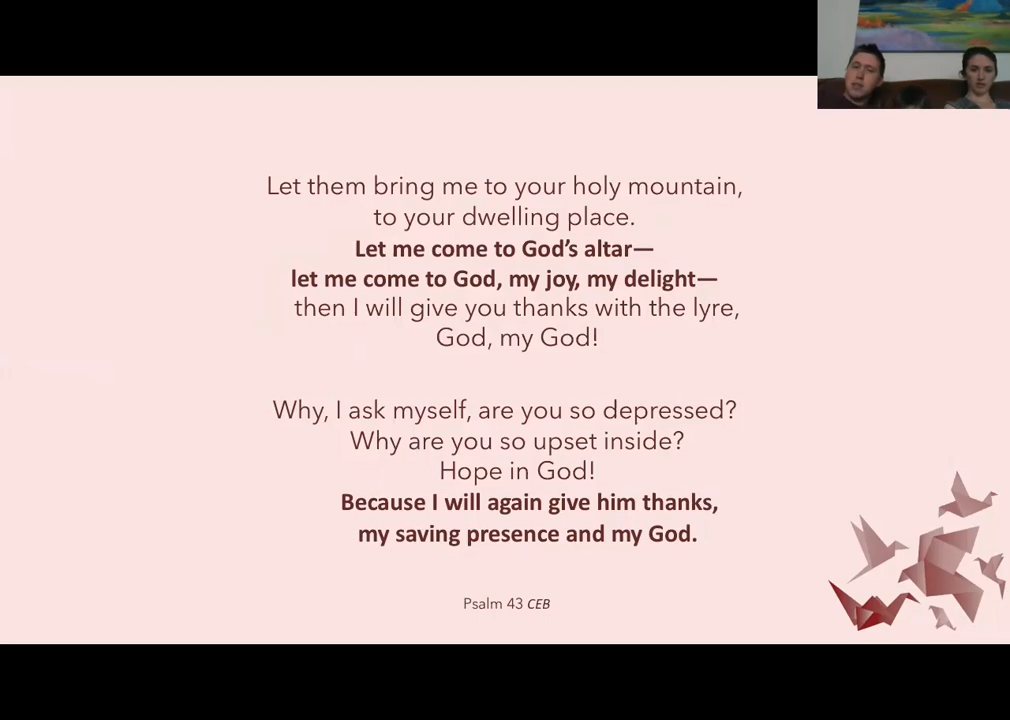 Let them bring me to your holy mountain,
to your dwelling place.
Let me come to God’s altar—
let me come to God, my joy, my delight—
then I will give you thanks with the lyre,
God, my God!
Why, I ask myself, are you so depressed?
Why are you so upset inside?
Hope in God!
Because I will again give him thanks,
my saving presence and my God.
Psalm 43 CEB